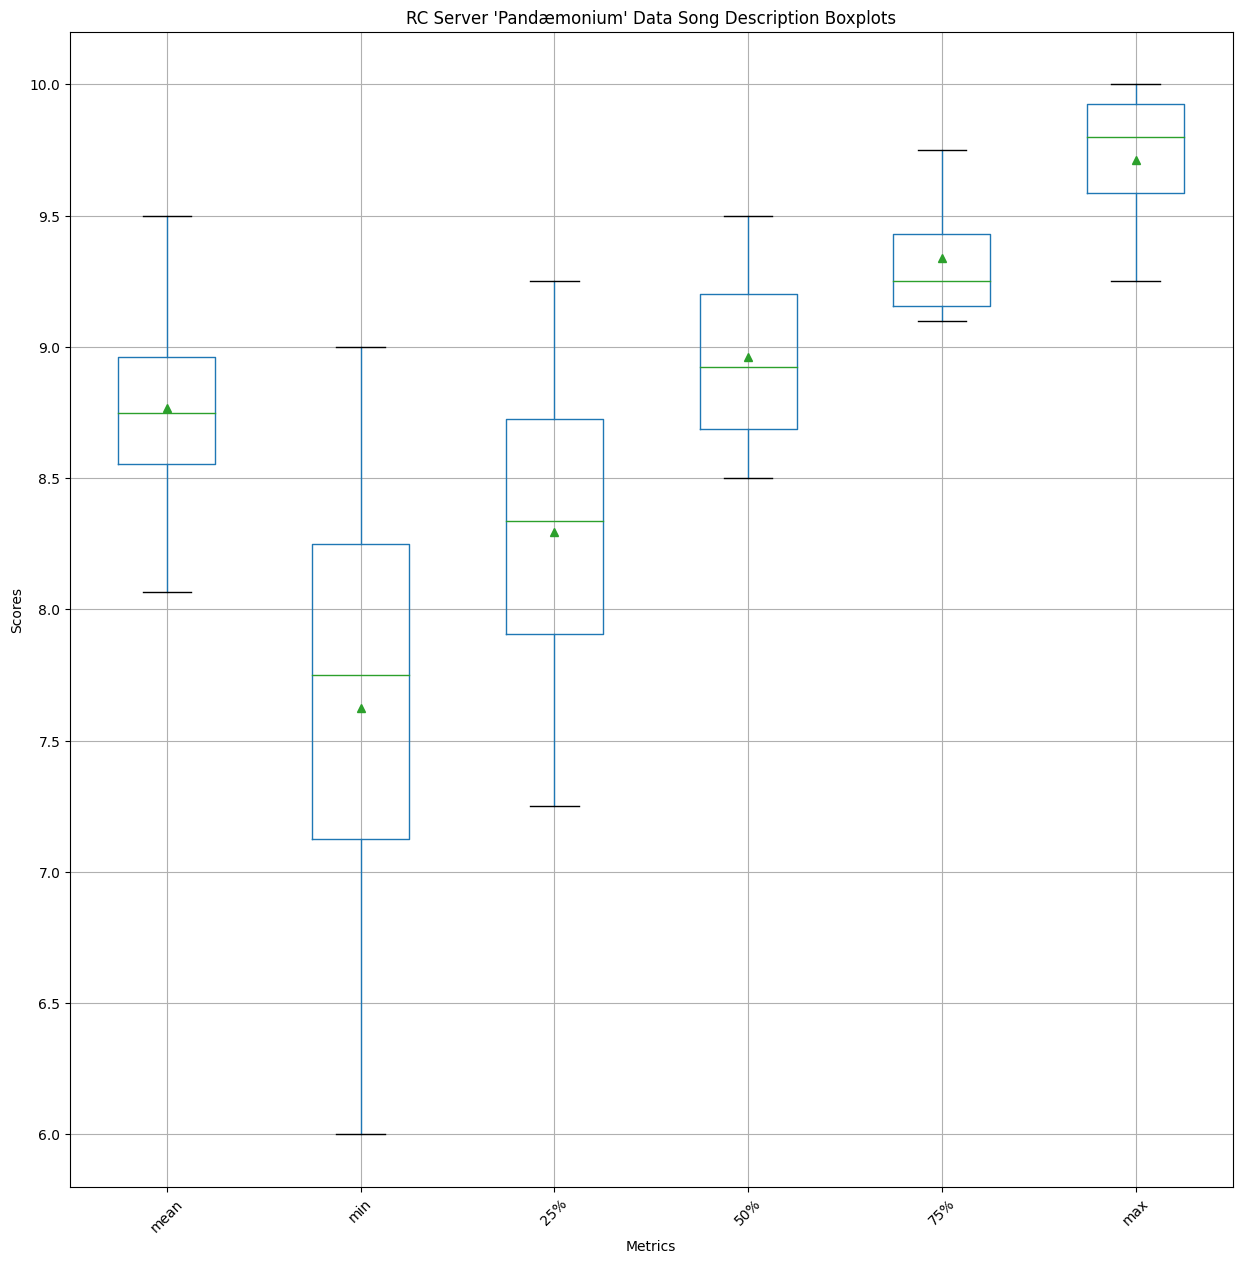 RC Server 'Pandæmonium' Data Song Description Boxplots
10.0
9.5
9.0
8.5
8.0
7.5
7.0
6.5
6.0
Scores
mean
min
25%
50%
75%
max
Metrics